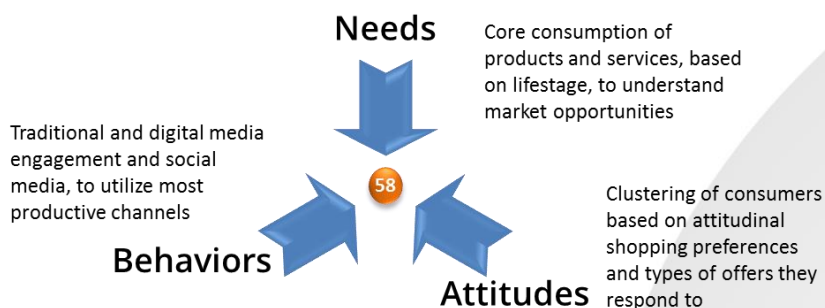 Needs
Core consumption of
products and services, based
on lifestage, to understand
market opportunities
Traditional and digital media
engagement and social
media, to utilize most
productive channels
58
Clustering of consumers
based on attitudinal
shopping preferences
and types of offers they
respond to
Behaviors
Attitudes